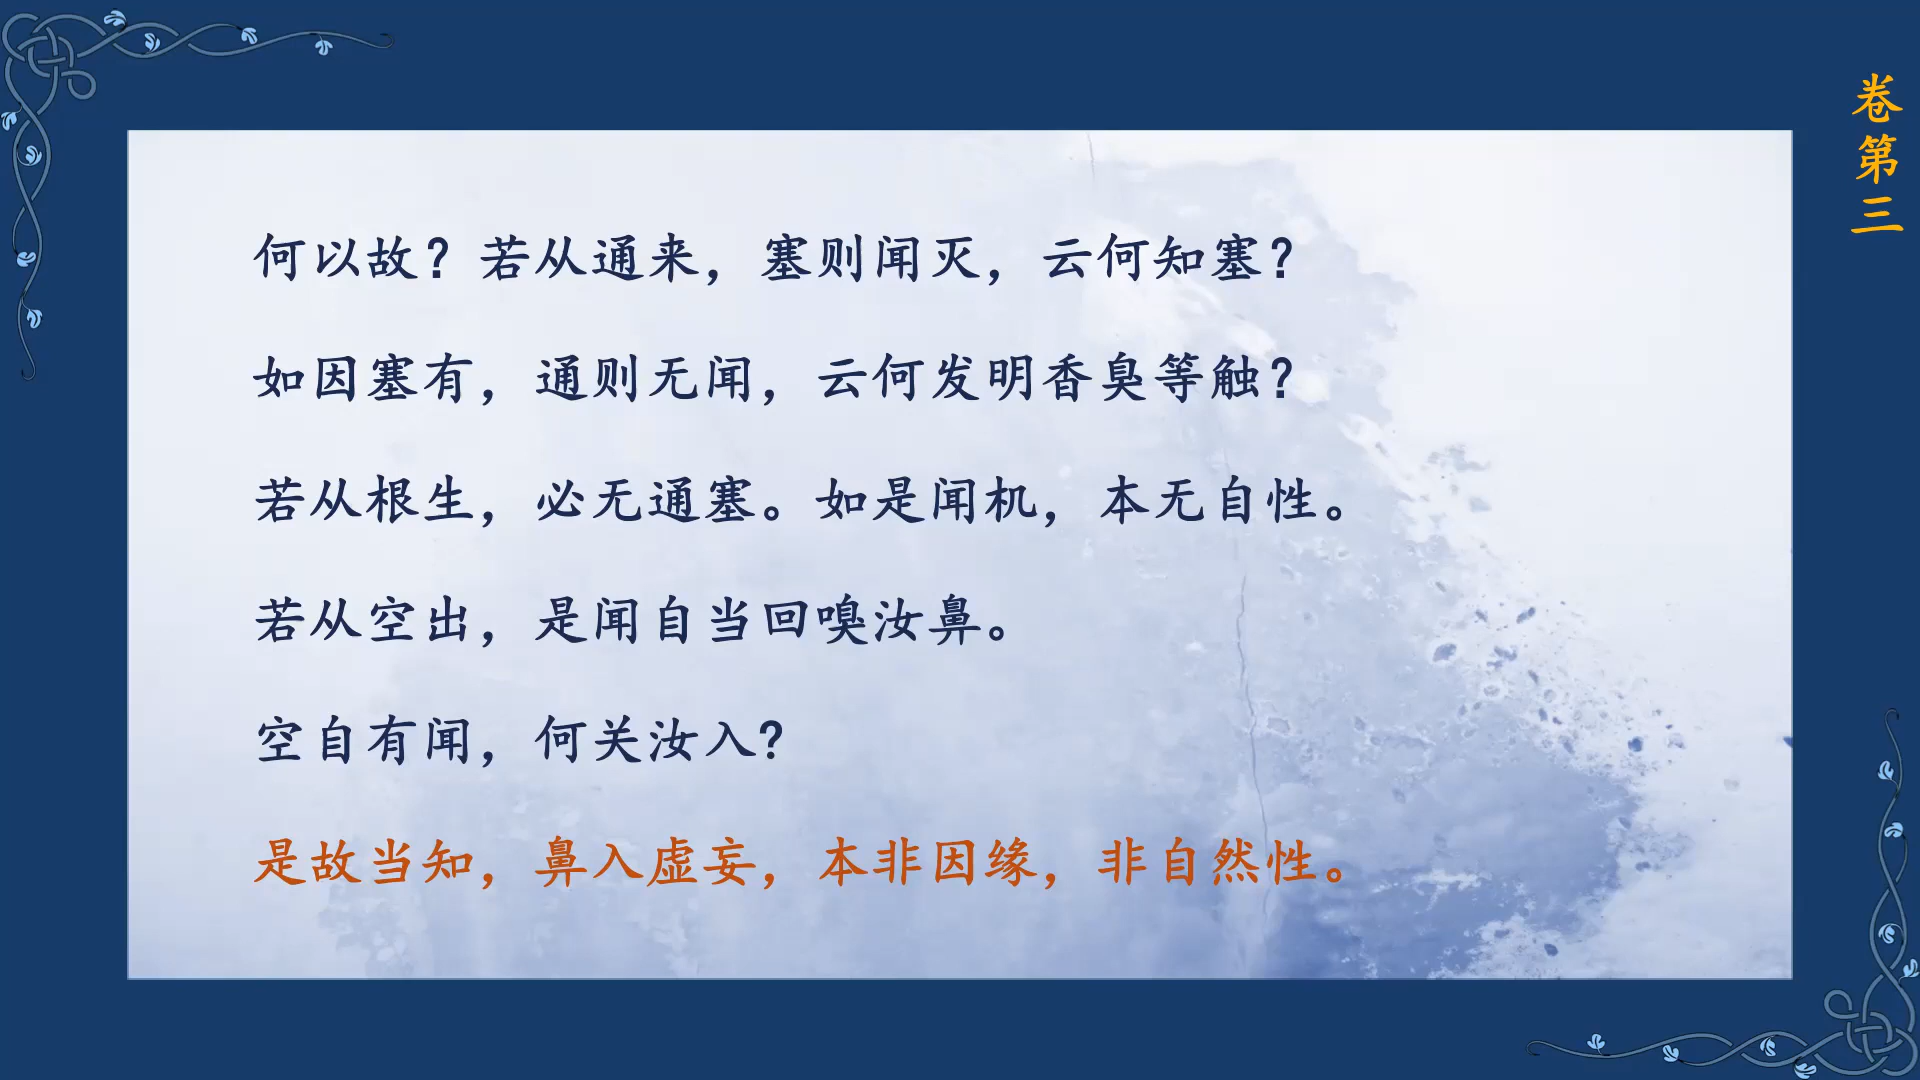 卷第三
何以故？若从通来，塞则闻灭，云何知塞？
如因塞有，通则无闻，云何发明香臭等触？
若从根生，必无通塞。如是闻机，本无自性。
若从空出，是闻自当回嗅汝鼻。
空自有闻，何关汝入?
是故当知，鼻入虚妄，本非因缘，非自然性。